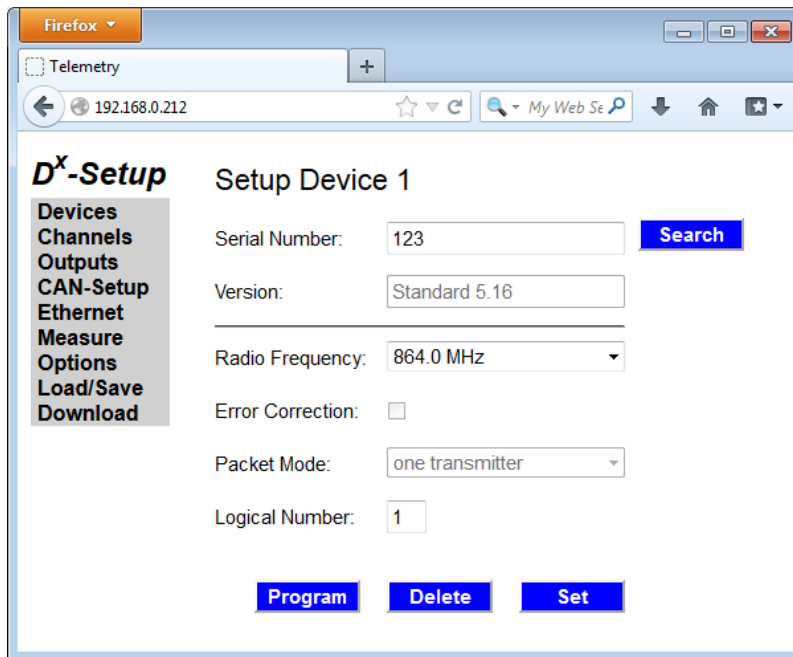 Firefox
Telemetry
192.168.0.212
My Web Se
Dx-Setup
Devices
Channels
Outputs
CAN-Setup
Ethernet
Measure
Options
Load/Save
Download
Setup Device 1
Serial Number: 123 Search
Version: Standard 5.16
Radio Frequency: 864.0 MHz
Error Correction:
Packet Mode: one transmitter
Logical Number: 1
Program Delete Set